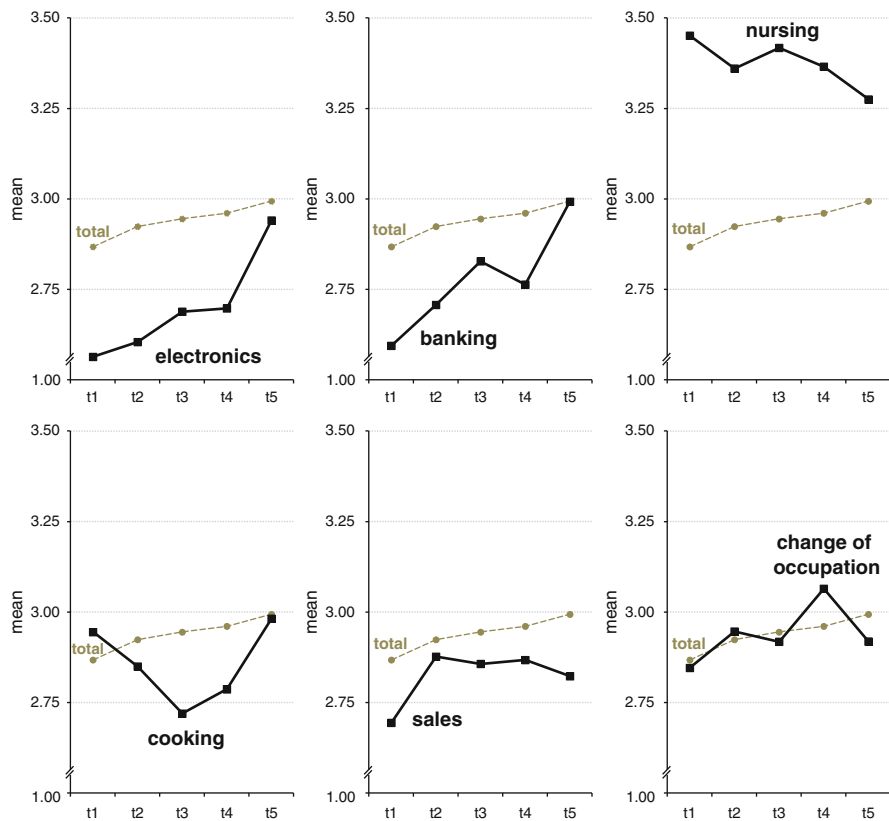 3.50
3.25
3.00
2.75
1.00
mean
total
electronics
t1 t2 t3 t4 t5
3.50
3.25
3.00
2.75
1.00
mean
total
banking
t1 t2 t3 t4 t5
3.50
3.25
3.00
2.75
1.00
mean
nursing
total
t1 t2 t3 t4 t5
3.50
3.25
3.00
2.75
1.00
mean
total
cooking
t1 t2 t3 t4 t5
3.50
3.25
3.00
2.75
1.00
mean
total
sales
t1 t2 t3 t4 t5
3.50
3.25
3.00
2.75
1.00
mean
change of
occupation
total
t1 t2 t3 t4 t5